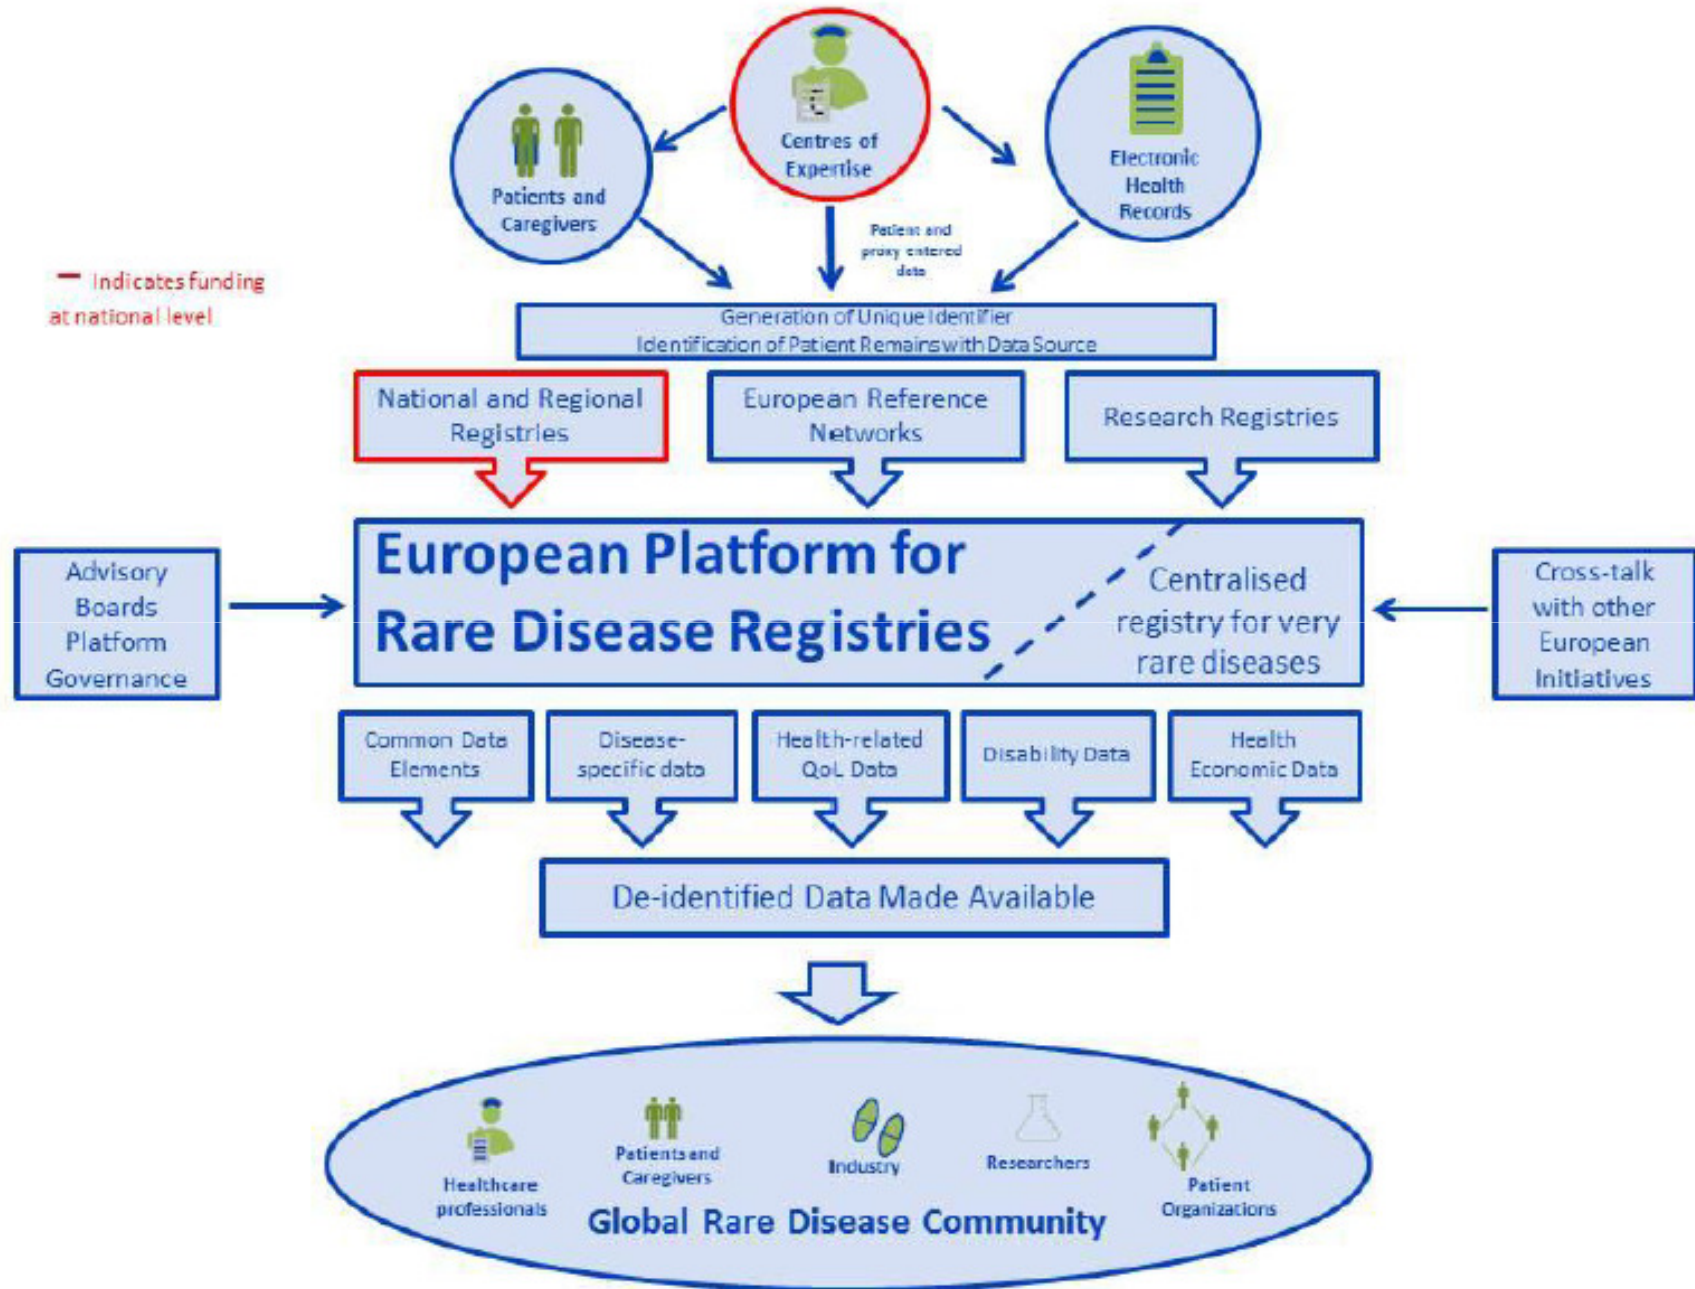 Centres of
Expertise
Patients and
Caregivers
Electronic
Health
Records
Patient and
proxy entered
data
Indicates funding
at national level
Generation of Unique Identifier
Identification of Patient Remains with Data Source
National and Regional
Registries
European Reference
Networks
Research Registries
Advisory
Boards
Platform
Governance
European Platform for
Rare Disease Registries
Centralised
registry for very
rare diseases
Cross-talk
with other
European
Initiatives
Common Data
Elements
Disease-
specific data
Health-related
QoL Data
Disability Data
Health
Economic Data
De-identified Data Made Available
Healthcare
professionals
Patients and
Caregivers
Industry
Researchers
Patient
Organizations
Global Rare Disease Community